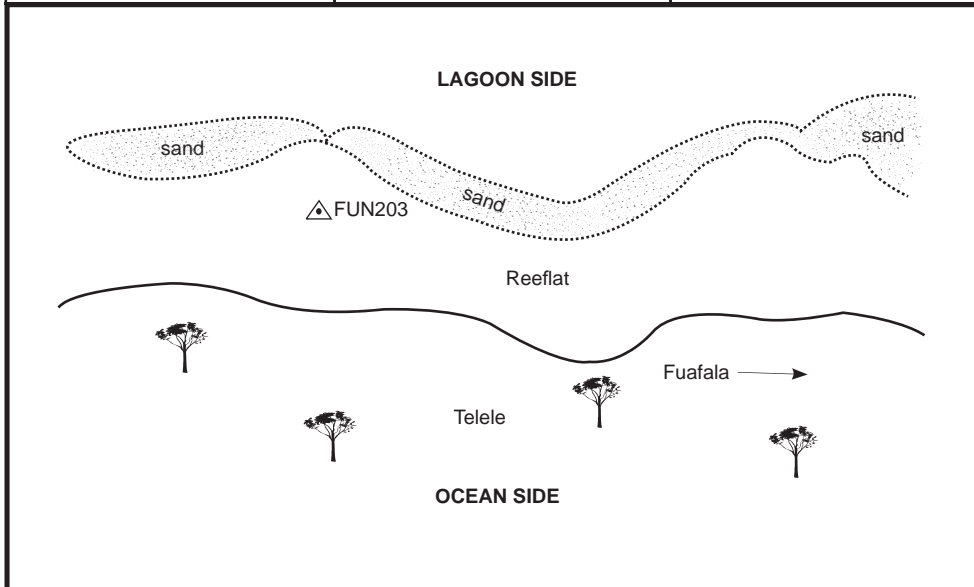 LAGOON SIDE
sand
sand
sand
FUN203
Reeflat
Fuafala
Telele
OCEAN SIDE